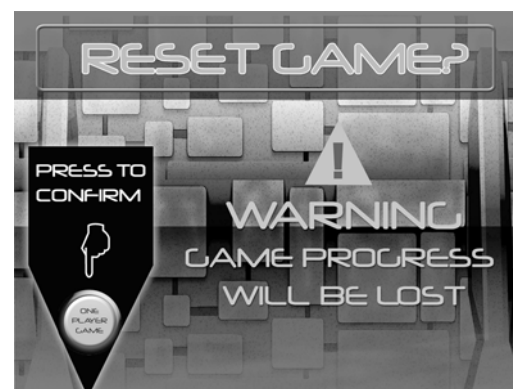 RESET GAME?
PRESS TO
CONFIRM
ONE
PLAYER
GAME
!
WARNING
GAME PROGRESS
WILL BE LOST